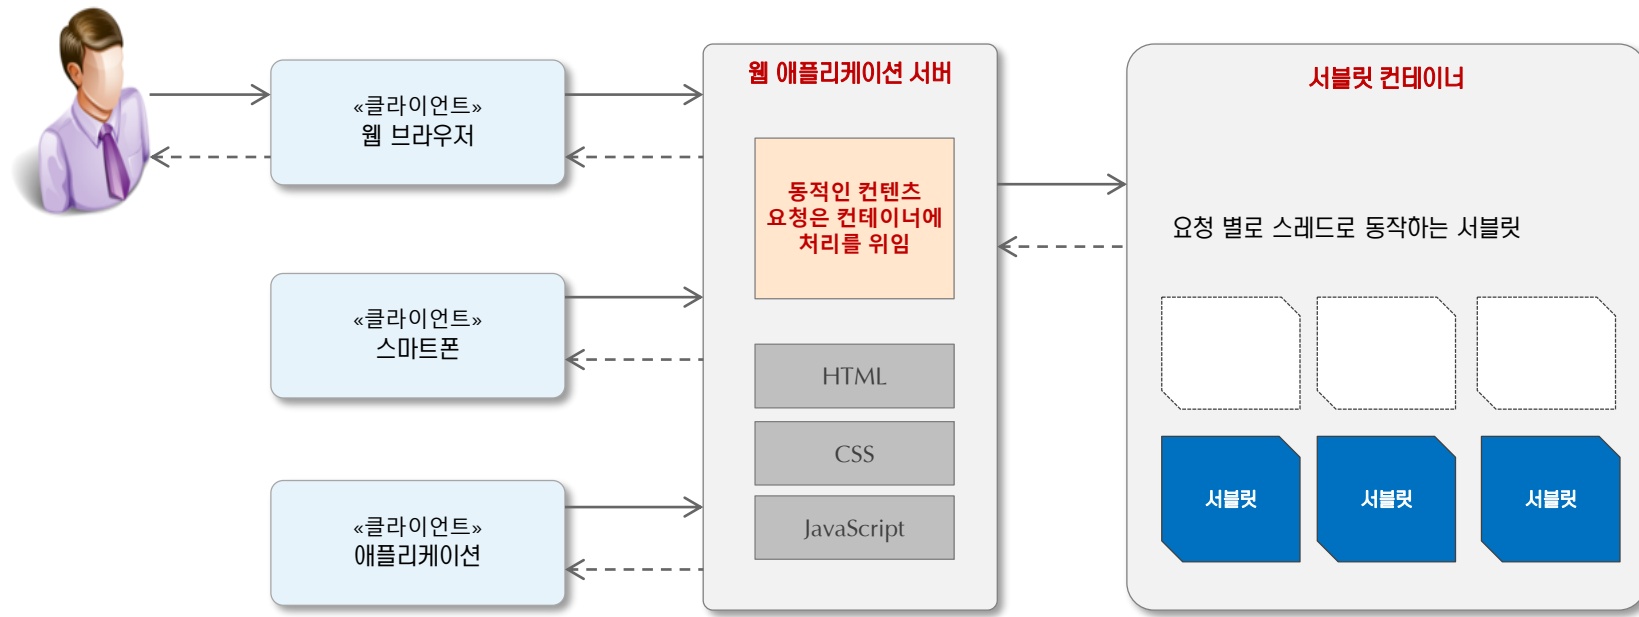 «클라이언트»
웹 브라우저
«클라이언트»
스마트폰
«클라이언트»
애플리케이션
웹 애플리케이션 서버
동적인 컨텐츠
요청은 컨테이너에
처리를 위임
HTML
CSS
JavaScript
서블릿 컨테이너
요청 별로 스레드로 동작하는 서블릿
서블릿
서블릿
서블릿